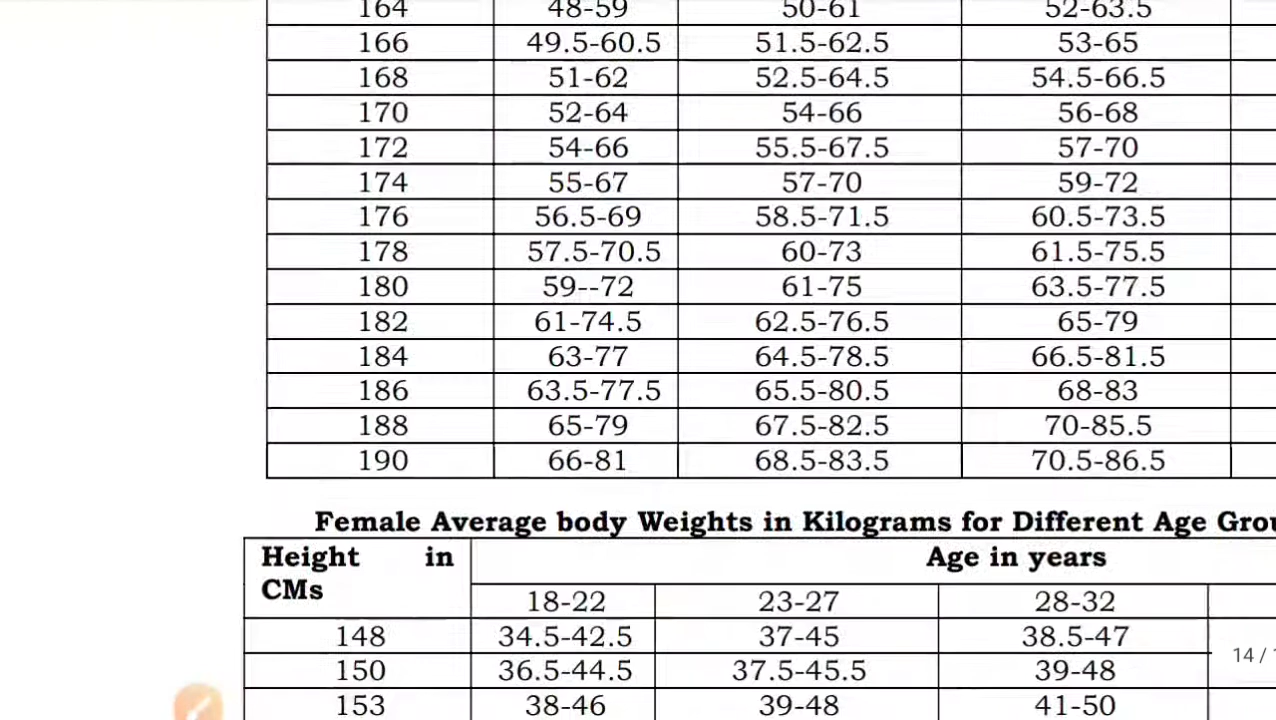 164 48-59 50-61 52-63.5
166 49.5-60.5 51.5-62.5 53-65
168 51-62 52.5-64.5 54.5-66.5
170 52-64 54-66 56-68
172 54-66 55.5-67.5 57-70
174 55-67 57-70 59-72
176 56.5-69 58.5-71.5 60.5-73.5
178 57.5-70.5 60-73 61.5-75.5
180 59--72 61-75 63.5-77.5
182 61-74.5 62.5-76.5 65-79
184 63-77 64.5-78.5 66.5-81.5
186 63.5-77.5 65.5-80.5 68-83
188 65-79 67.5-82.5 70-85.5
190 66-81 68.5-83.5 70.5-86.5
Female Average body Weights in Kilograms for Different Age
Height in CMs Age in years
18-22 23-27 28-32
148 34.5-42.5 37-45 38.5-47
150 36.5-44.5 37.5-45.5 39-48
14 /
153 38-46 39-48 41-50